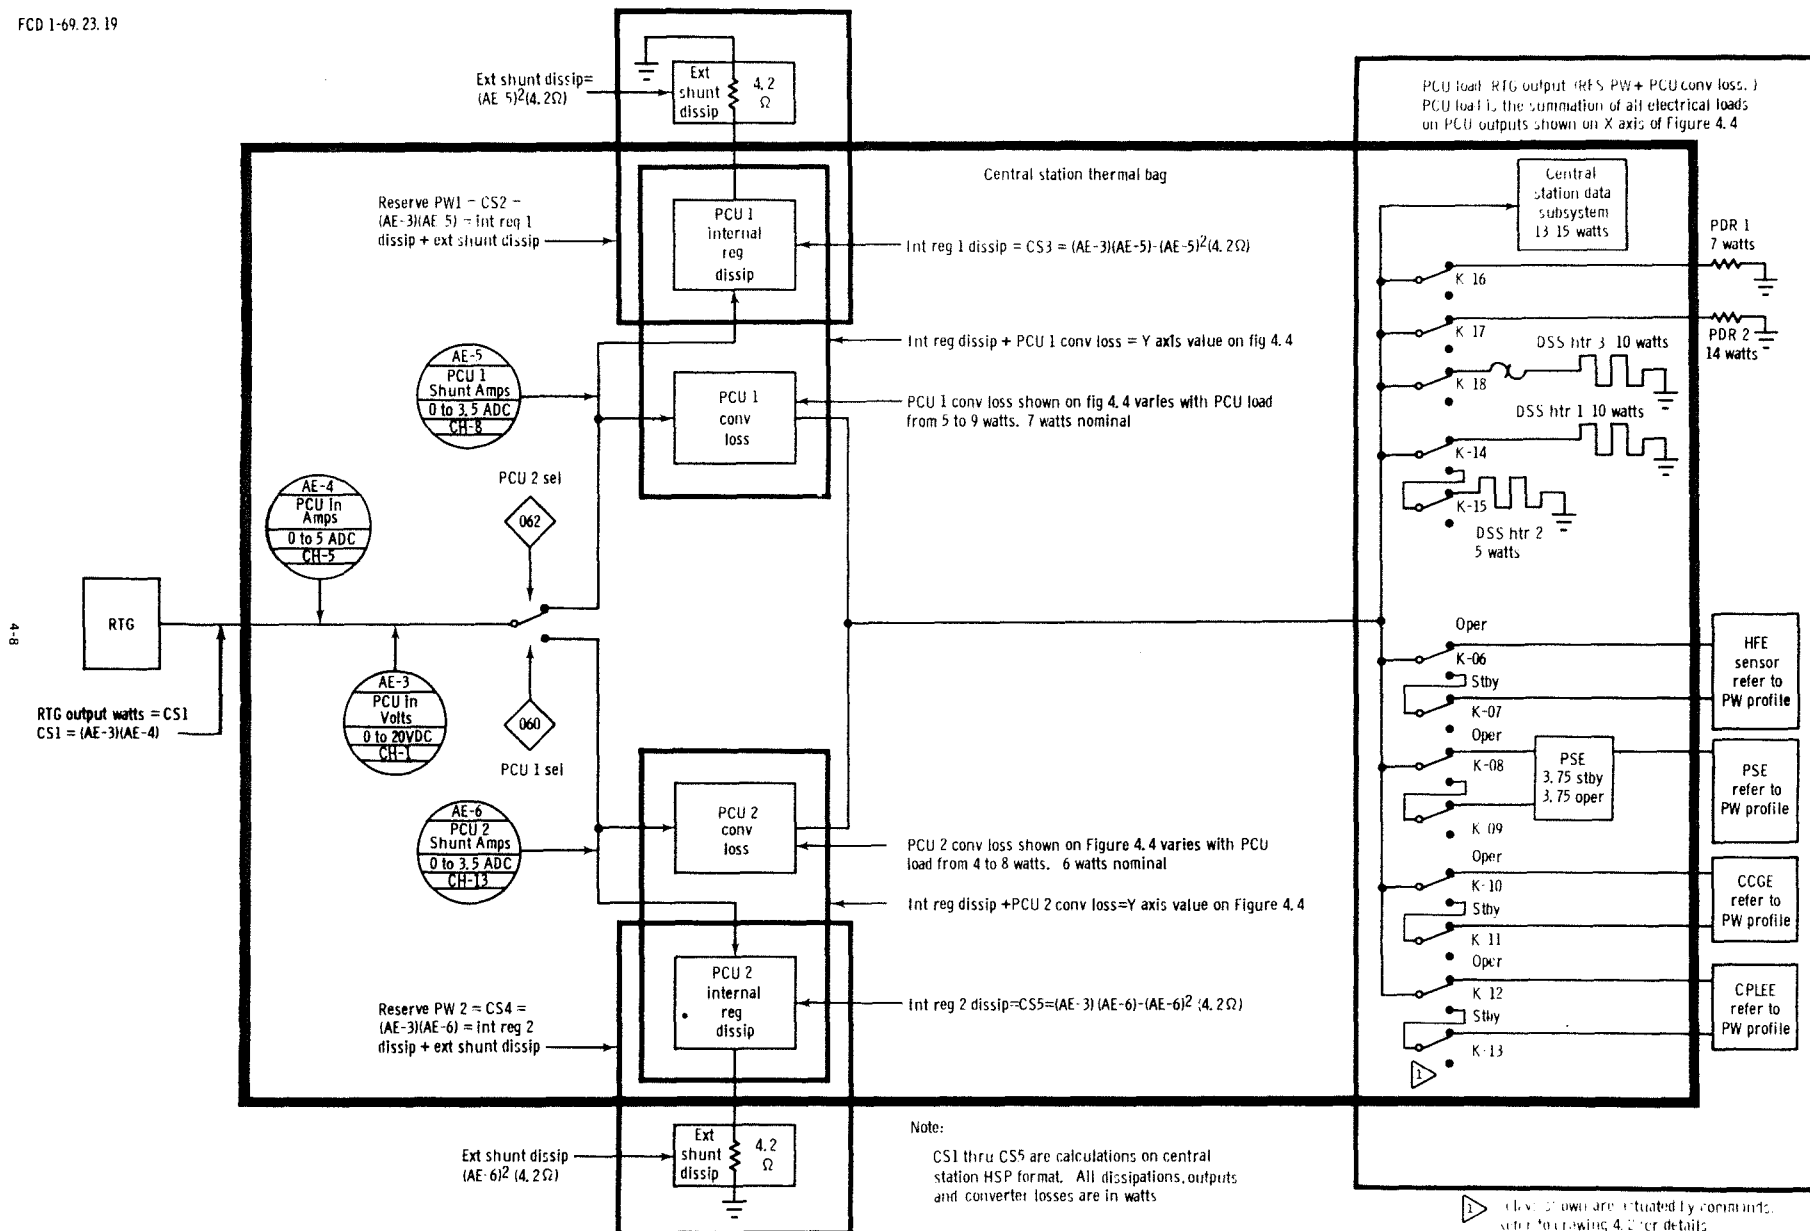 FCD 1-69.23.19
Ext shunt dissip=
(AE-5)²(4.2Ω)
Ext
shunt
dissip
4.2
Ω
PCU load RTG output (RES PW + PCU conv loss.)
PCU load is the summation of all electrical loads
on PCU outputs shown on X axis of Figure 4.4
Central station thermal bag
Reserve PW1 = CS2 =
(AE-3)(AE-5) = int reg 1
dissip + ext shunt dissip
PCU 1
internal
reg
dissip
Int reg 1 dissip = CS3 = (AE-3)(AE-5)-(AE-5)²(4.2Ω)
Central
station data
subsystem
13 15 watts
PDR 1
7 watts
K 16
K 17
PDR 2
14 watts
Int reg dissip + PCU 1 conv loss = Y axis value on fig 4.4
AE-5
PCU 1
Shunt Amps
0 to 3.5 ADC
CH-8
PCU 1
conv
loss
PCU 1 conv loss shown on fig 4.4 varies with PCU load
from 5 to 9 watts. 7 watts nominal
DSS htr 3 10 watts
K 18
DSS htr 1 10 watts
K-14
K-15
DSS htr 2
5 watts
AE-4
PCU In
Amps
0 to 5 ADC
CH-5
PCU 2 sel
062
RTG
4-8
RTG output watts = CS1
CS1 = (AE-3)(AE-4)
AE-3
PCU In
Volts
0 to 20VDC
CH-1
060
PCU 1 sel
AE-6
PCU 2
Shunt Amps
0 to 3.5 ADC
CH-13
PCU 2
conv
loss
PCU 2 conv loss shown on Figure 4.4 varies with PCU
load from 4 to 8 watts. 6 watts nominal
Int reg dissip +PCU 2 conv loss=Y axis value on Figure 4.4
Oper
K-06
Stby
K-07
HFE
sensor
refer to
PW profile
Oper
K-08
K 09
PSE
3.75 stby
3.75 oper
PSE
refer to
PW profile
Oper
K-10
Stby
K 11
CCGE
refer to
PW profile
Oper
K 12
Stby
K-13
CPLEE
refer to
PW profile
1
Reserve PW 2 = CS4 =
(AE-3)(AE-6) = int reg 2
dissip + ext shunt dissip
PCU 2
internal
reg
dissip
Int reg 2 dissip=CS5=(AE-3)(AE-6)-(AE-6)² (4.2Ω)
Ext shunt dissip
(AE-6)² (4.2Ω)
Ext
shunt
dissip
4.2
Ω
Note:
CS1 thru CS5 are calculations on central
station HSP format. All dissipations, outputs
and converter losses are in watts
1
shown are actuated by commands.
refer to drawing 4.2 for details